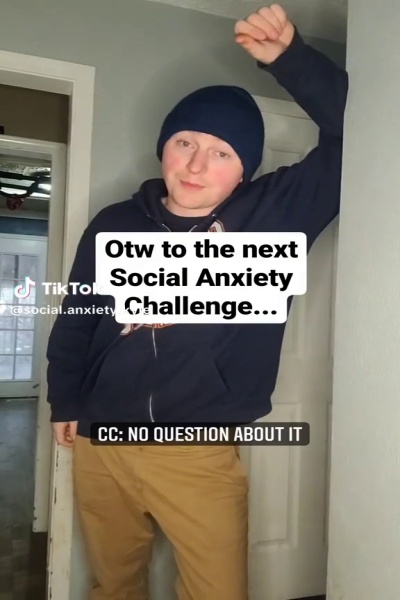 Otw to the next
Social Anxiety
Challenge...
TikTok
CC: NO QUESTION ABOUT IT